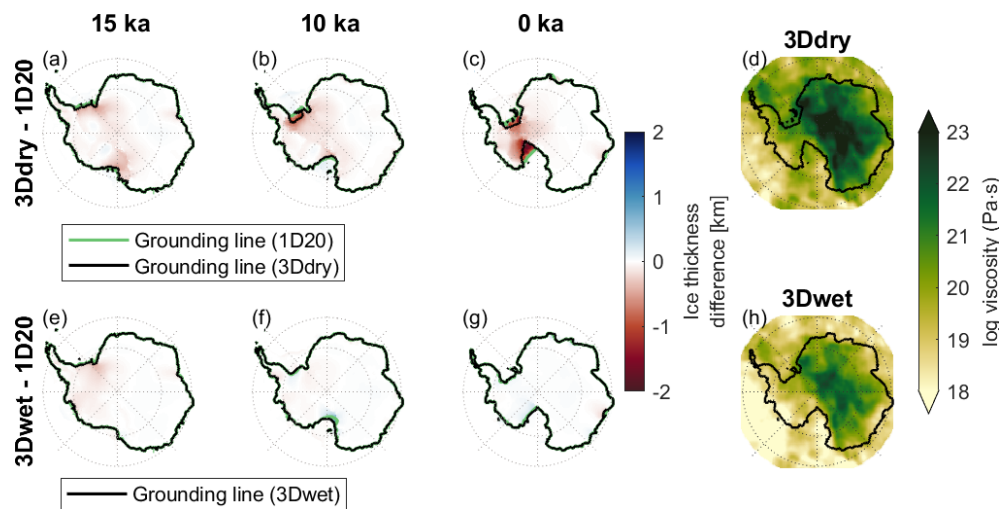 15 ka
10 ka
0 ka
3Ddry
3Ddry - 1D20
(a)
(b)
(c)
(d)
2
1
0
-1
-2
Ice thickness
difference [km]
23
22
21
20
19
18
log viscosity (Pa·s)
Grounding line (1D20)
Grounding line (3Ddry)
3Dwet
3Dwet - 1D20
(e)
(f)
(g)
(h)
Grounding line (3Dwet)